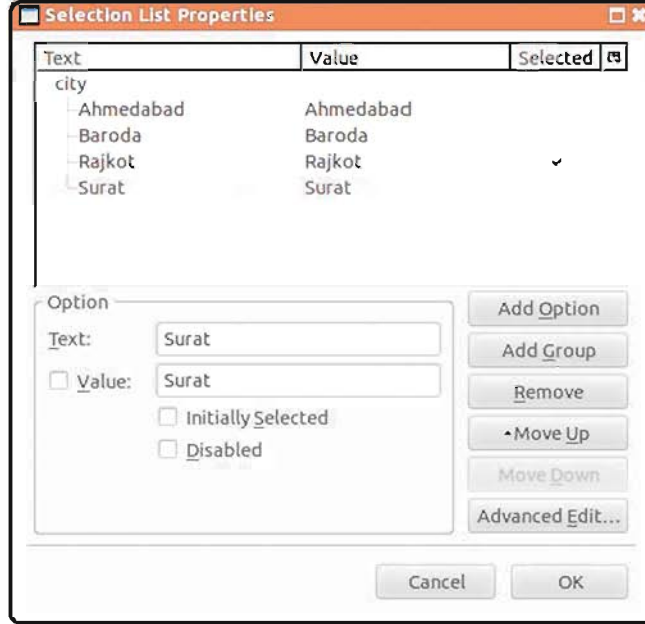 Selection List Properties
Text Value Selected
city
Ahmedabad Ahmedabad
Baroda Baroda
Rajkot Rajkot
Surat Surat
Option
Text: Surat
Value: Surat
Initially Selected
Disabled
Add Option
Add Group
Remove
Move Up
Move Down
Advanced Edit...
Cancel OK